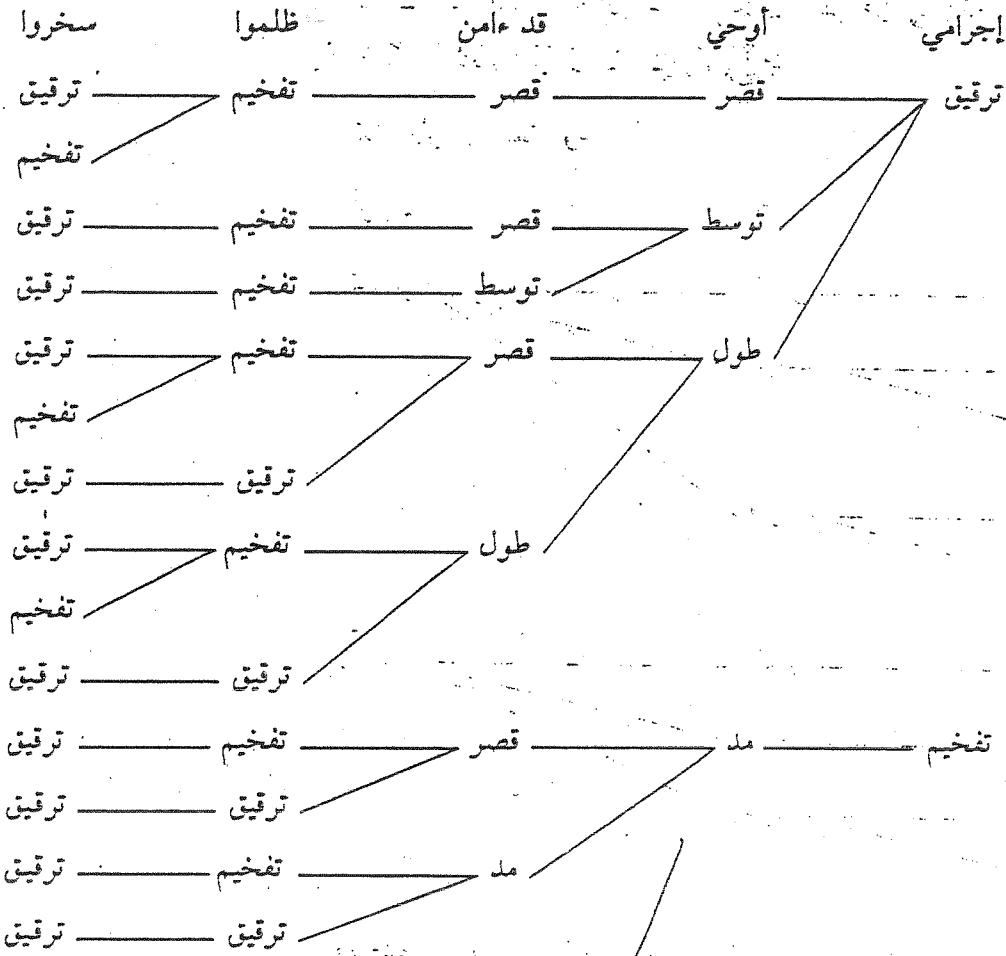 إجرامي أوحي قد ءامن ظلموا سخروا
ترقيق قصر قصر تفخيم ترقيق
تفخيم
توسط قصر تفخيم ترقيق
توسط تفخيم ترقيق
طول قصر تفخيم ترقيق
تفخيم
ترقيق ترقيق
طول تفخيم ترقيق
تفخيم
ترقيق ترقيق
تفخيم مد قصر تفخيم ترقيق
ترقيق ترقيق
مد تفخيم ترقيق
ترقيق ترقيق